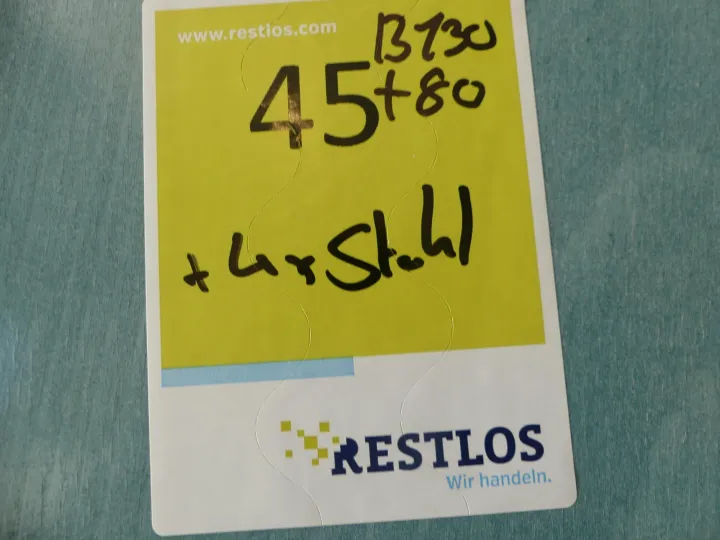 www.restlos.com
B130
45 +80
+ 4x Stuhl
RESTLOS
Wir handeln.